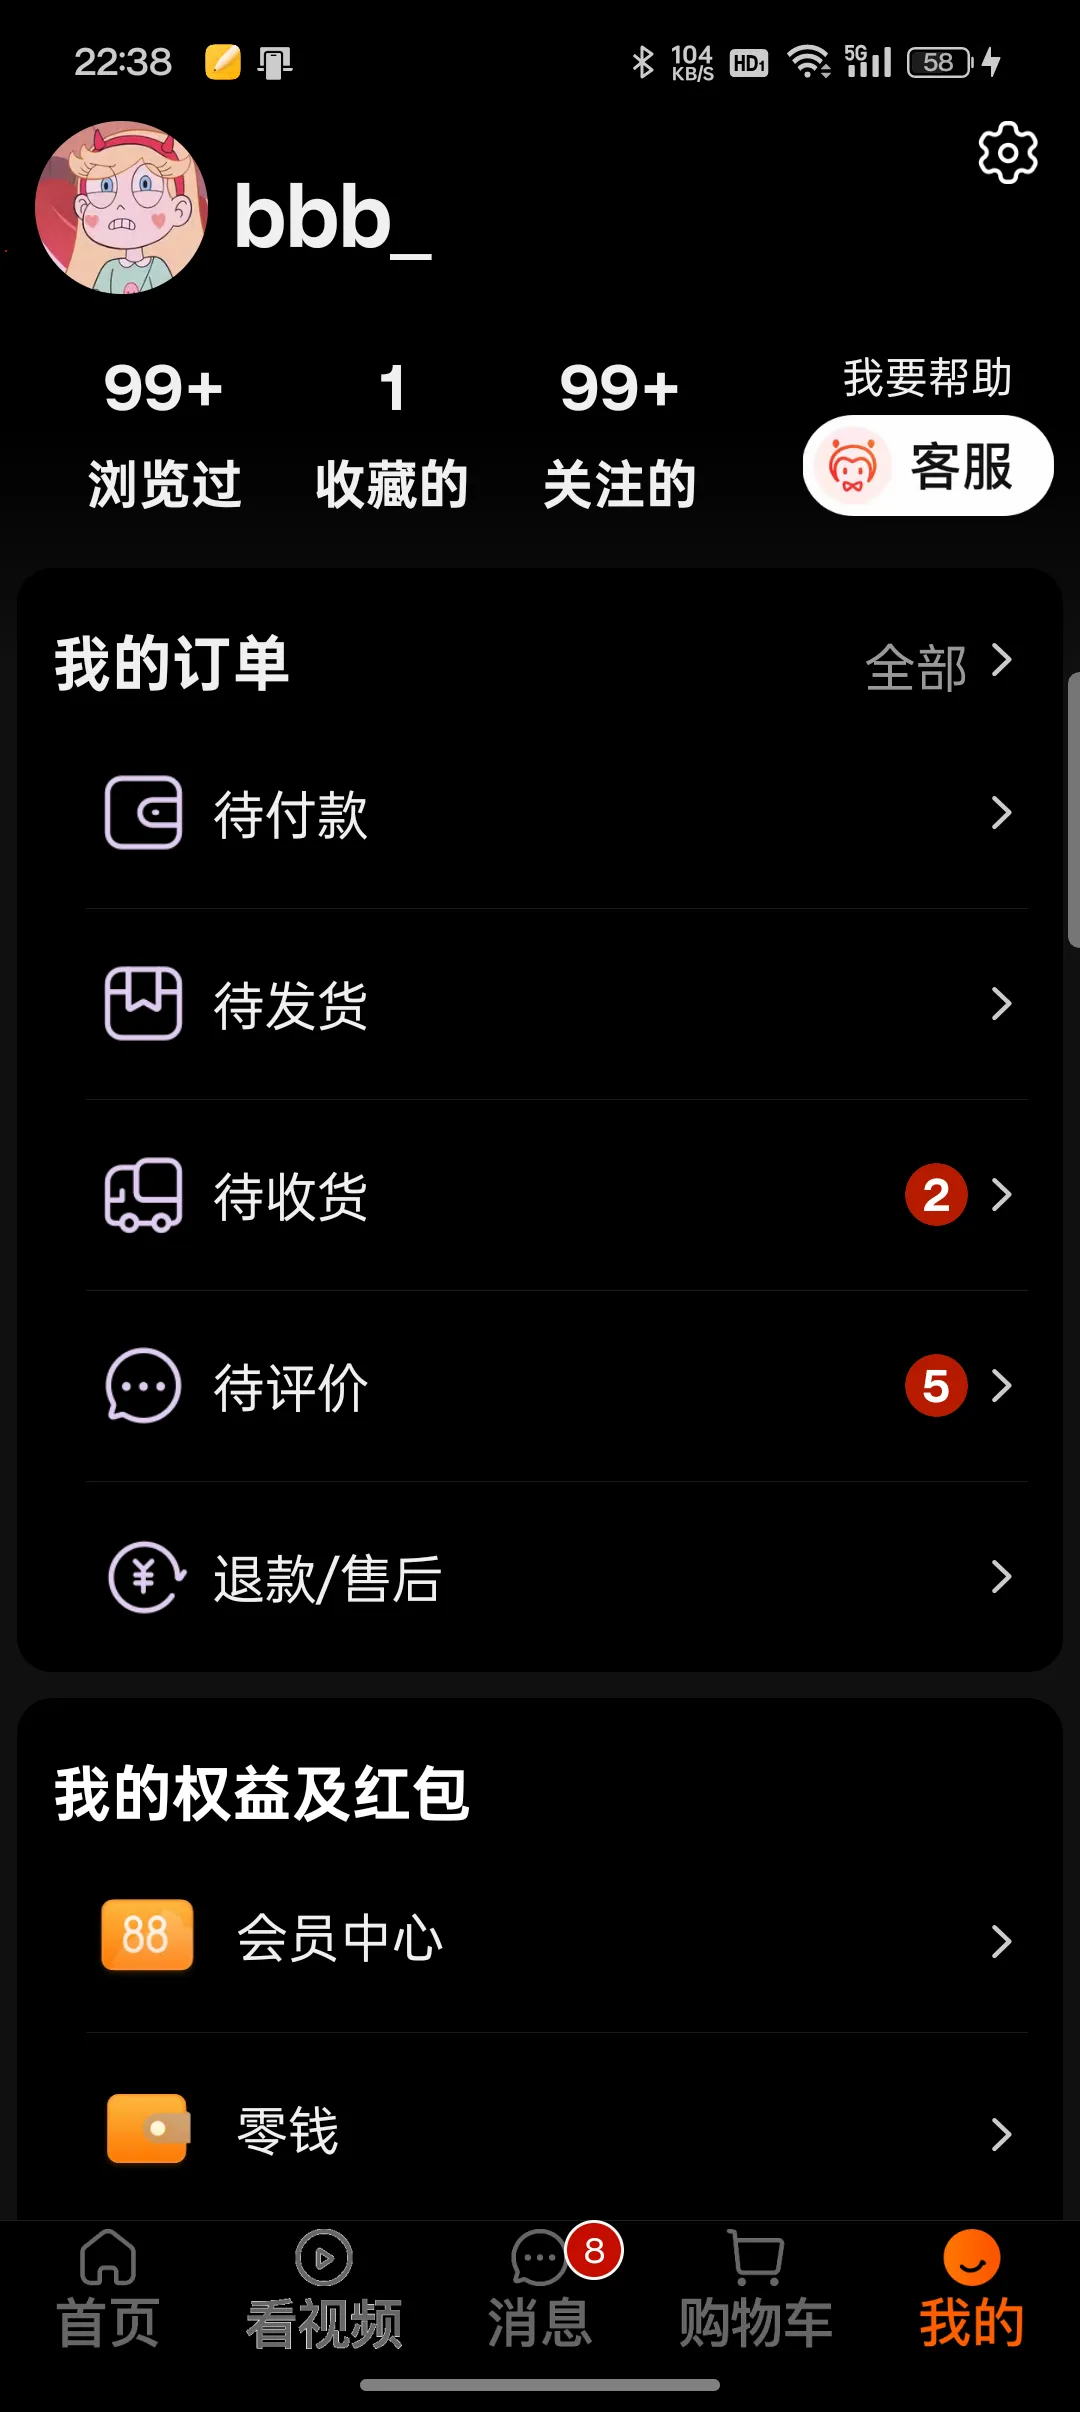 22:38 104 KB/S HD1 5G 58
bbb_
99+ 1 99+ 我要帮助
浏览过 收藏的 关注的 客服
我的订单 全部
待付款
待发货
待收货 2
待评价 5
¥ 退款/售后
我的权益及红包
88 会员中心
零钱
8
首页 看视频 消息 购物车 我的